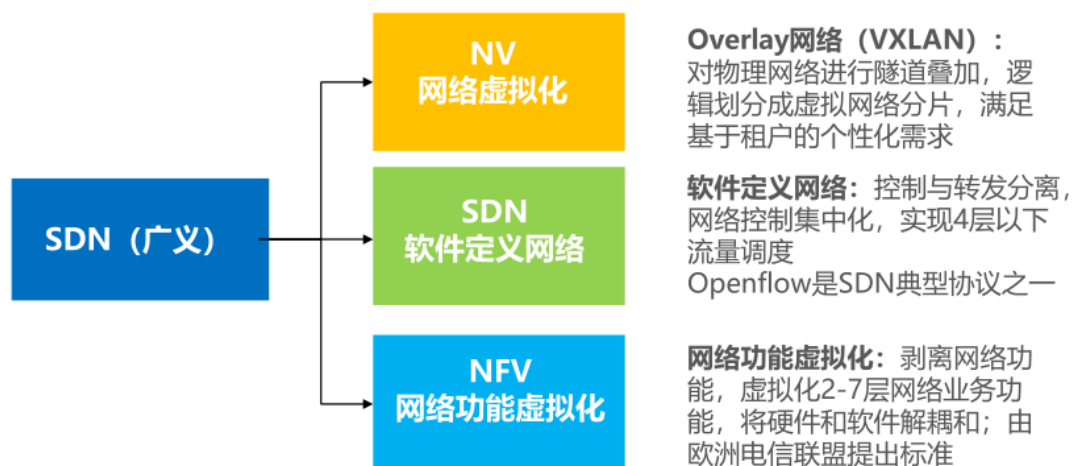 SDN（广义）
NV
网络虚拟化
Overlay网络（VXLAN）：
对物理网络进行隧道叠加，逻
辑划分成虚拟网络分片，满足
基于租户的个性化需求
SDN
软件定义网络
软件定义网络：控制与转发分离，
网络控制集中化，实现4层以下
流量调度
Openflow是SDN典型协议之一
NFV
网络功能虚拟化
网络功能虚拟化：剥离网络功
能，虚拟化2-7层网络业务功
能，将硬件和软件解耦和；由
欧洲电信联盟提出标准